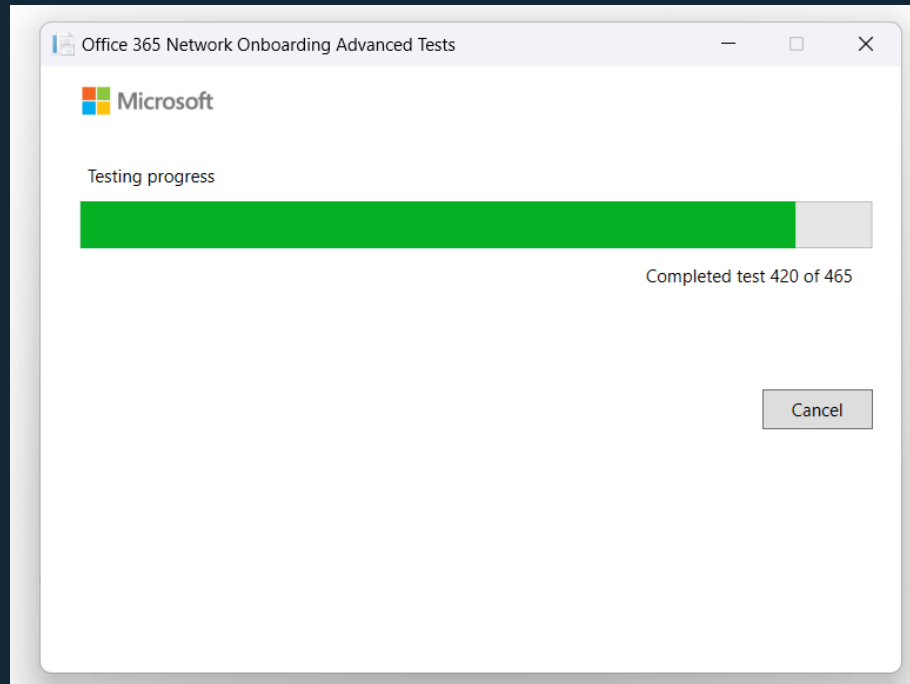 Office 365 Network Onboarding Advanced Tests
Microsoft
Testing progress
Completed test 420 of 465
Cancel